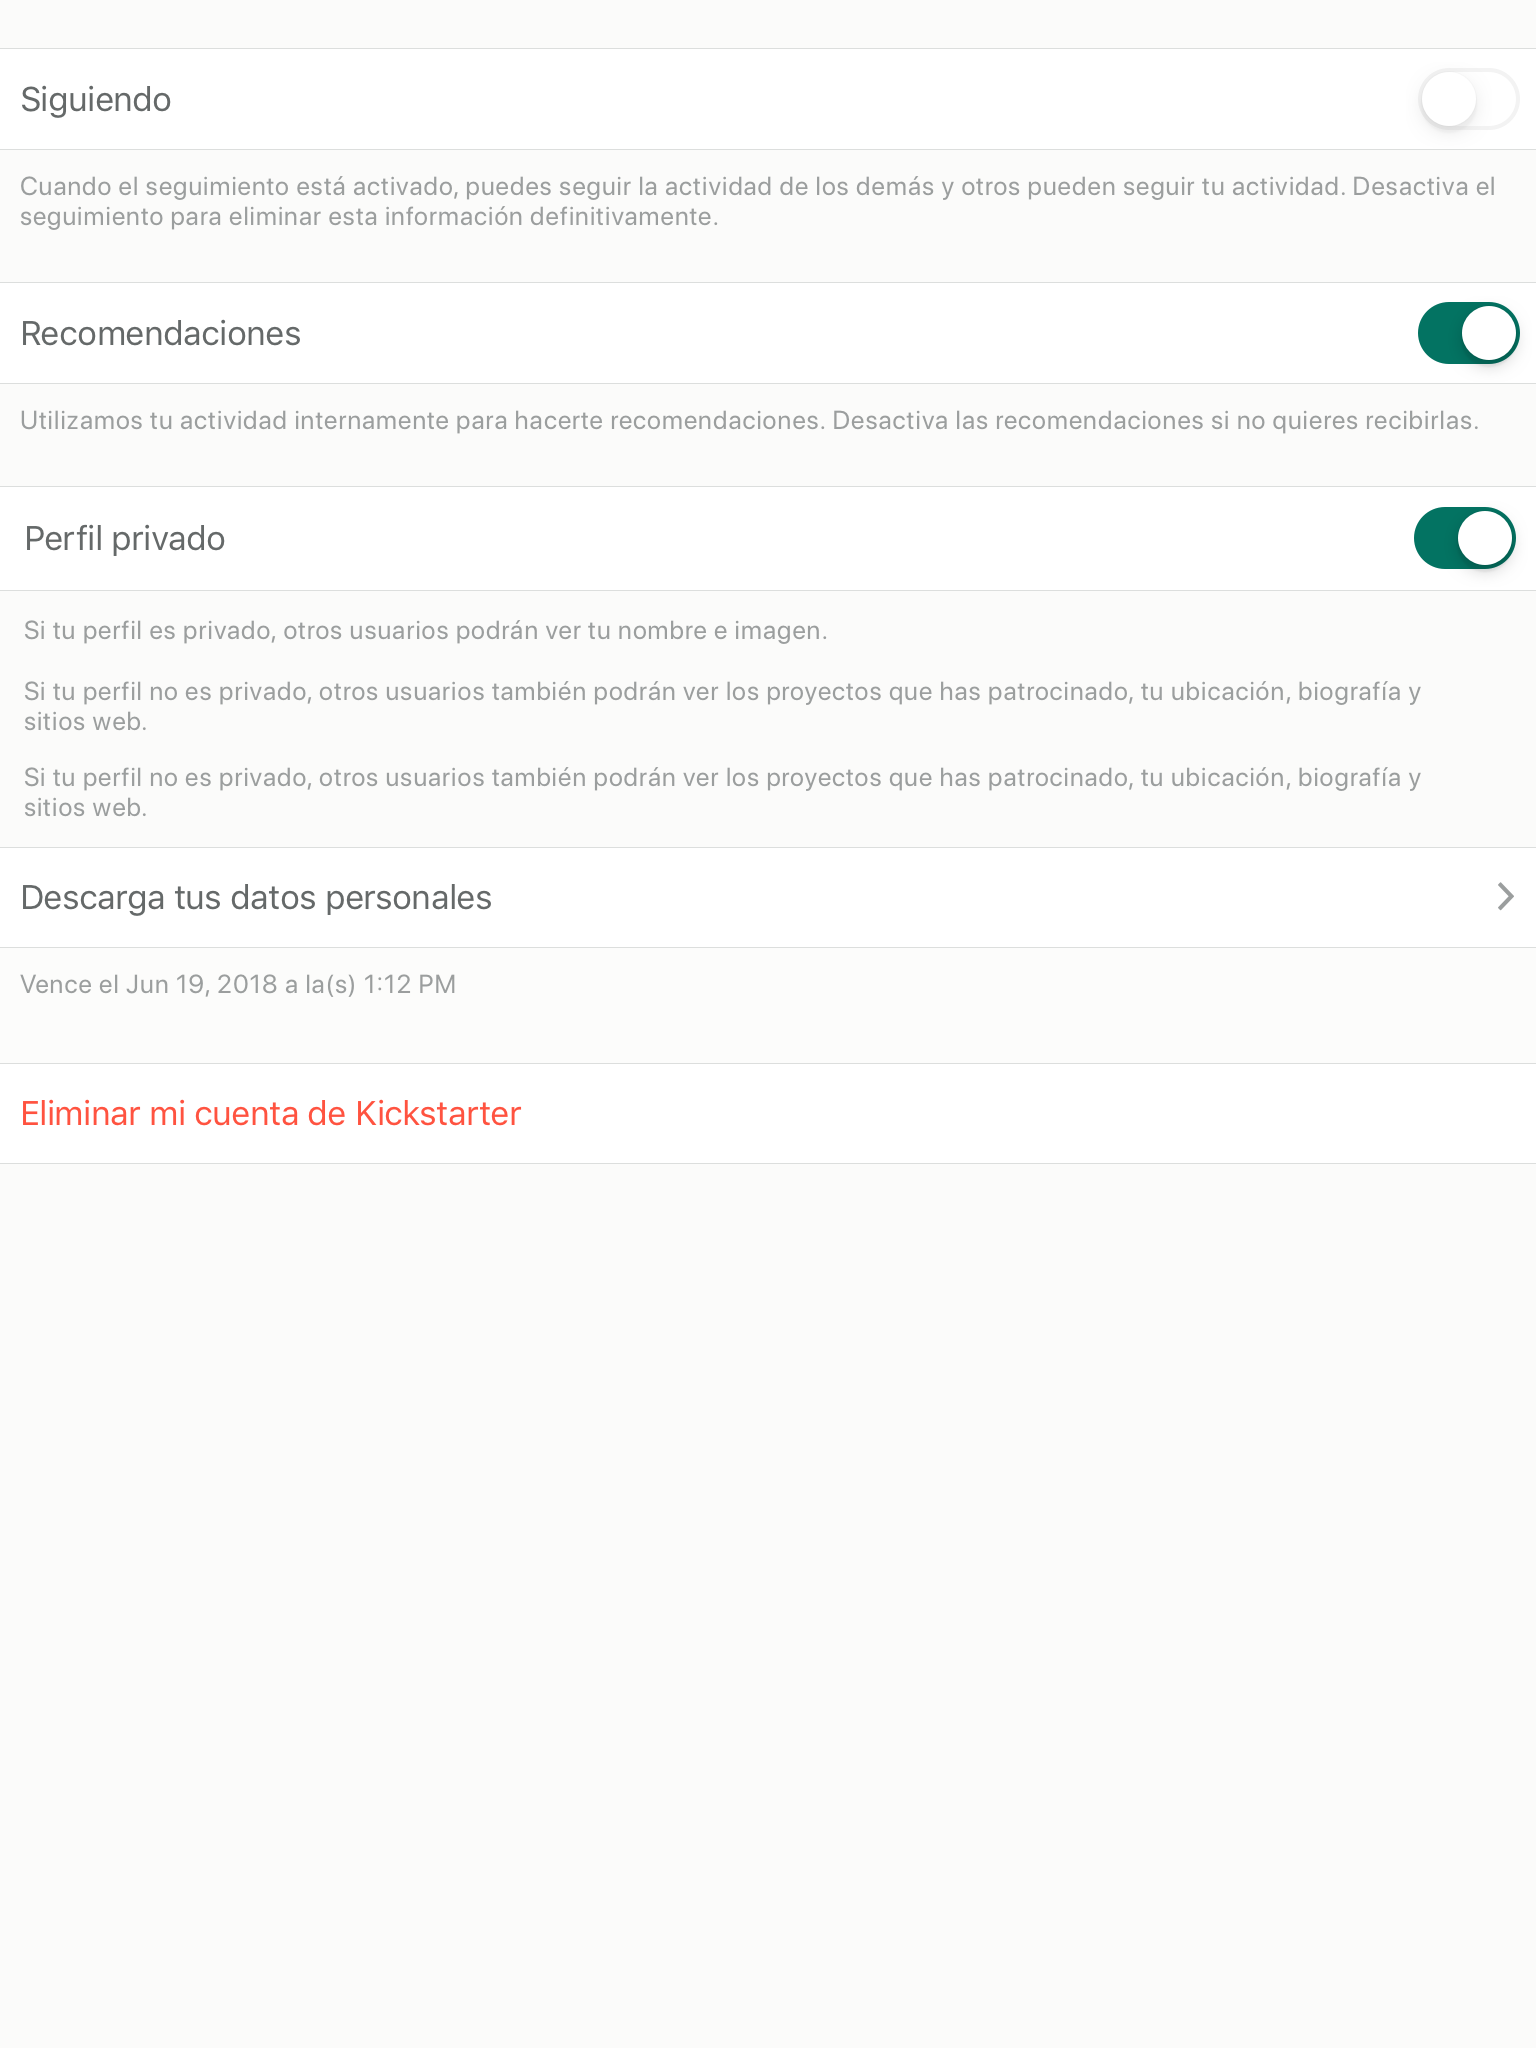 Siguiendo
Cuando el seguimiento está activado, puedes seguir la actividad de los demás y otros pueden seguir tu actividad. Desactiva el
seguimiento para eliminar esta información definitivamente.
Recomendaciones
Utilizamos tu actividad internamente para hacerte recomendaciones. Desactiva las recomendaciones si no quieres recibirlas.
Perfil privado
Si tu perfil es privado, otros usuarios podrán ver tu nombre e imagen.
Si tu perfil no es privado, otros usuarios también podrán ver los proyectos que has patrocinado, tu ubicación, biografía y
sitios web.
Si tu perfil no es privado, otros usuarios también podrán ver los proyectos que has patrocinado, tu ubicación, biografía y
sitios web.
Descarga tus datos personales
Vence el Jun 19, 2018 a la(s) 1:12 PM
Eliminar mi cuenta de Kickstarter